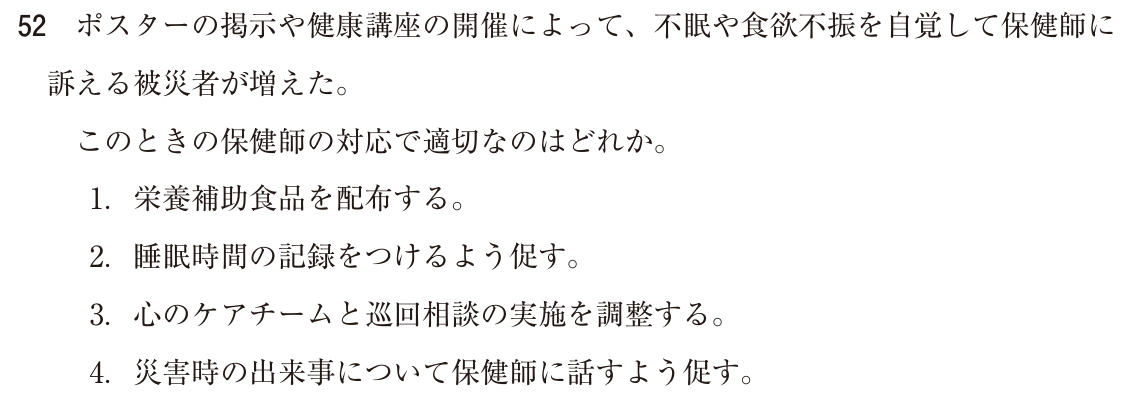 52　ポスターの掲示や健康講座の開催によって、不眠や食欲不振を自覚して保健師に
訴える被災者が増えた。
このときの保健師の対応で適切なのはどれか。
1. 栄養補助食品を配布する。
2. 睡眠時間の記録をつけるよう促す。
3. 心のケアチームと巡回相談の実施を調整する。
4. 災害時の出来事について保健師に話すよう促す。